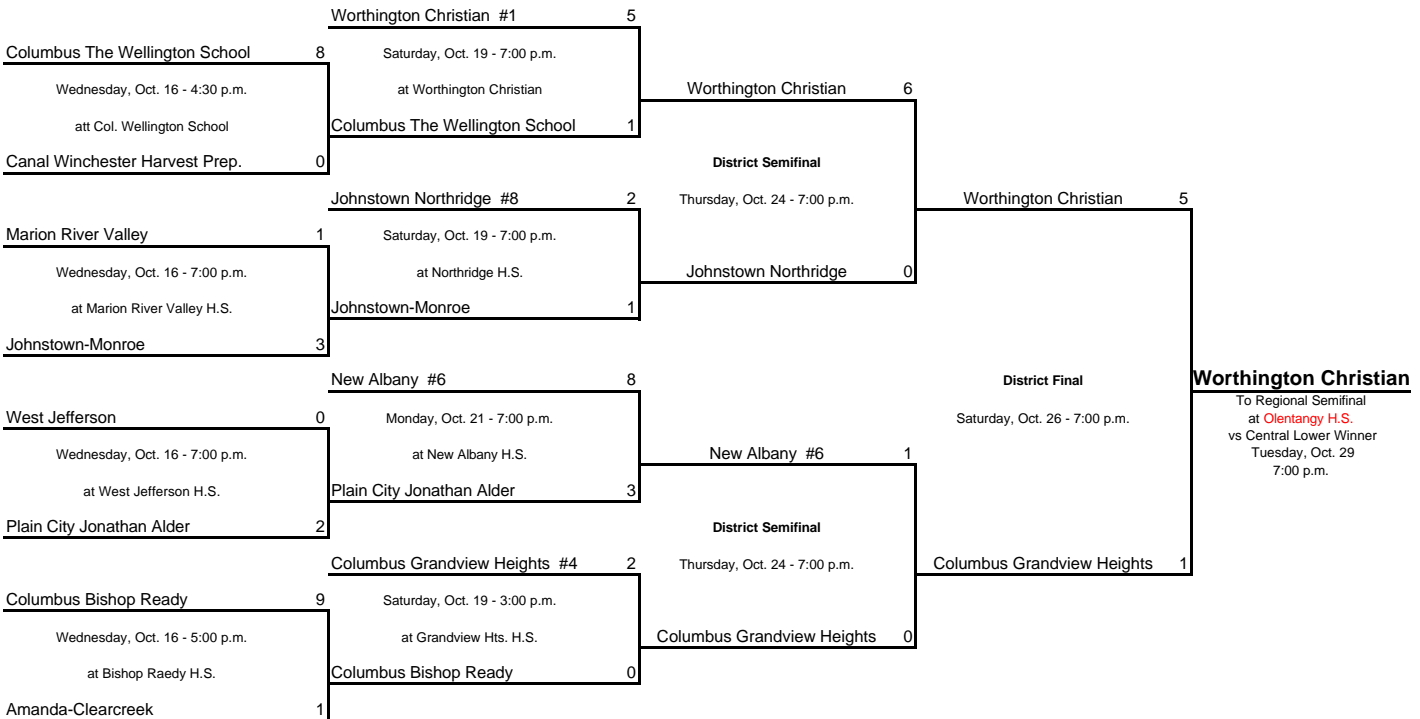 Worthington Christian #1 5
Columbus The Wellington School 8
Saturday, Oct. 19 - 7:00 p.m.
Wednesday, Oct. 16 - 4:30 p.m.
at Worthington Christian
Worthington Christian 6
att Col. Wellington School
Columbus The Wellington School 1
Canal Winchester Harvest Prep. 0
District Semifinal
Johnstown Northridge #8 2
Thursday, Oct. 24 - 7:00 p.m.
Worthington Christian 5
Marion River Valley 1
Saturday, Oct. 19 - 7:00 p.m.
Wednesday, Oct. 16 - 7:00 p.m.
at Northridge H.S.
Johnstown Northridge 0
at Marion River Valley H.S.
Johnstown-Monroe 1
Johnstown-Monroe 3
New Albany #6 8
District Final
Worthington Christian
To Regional Semifinal
at Olentangy H.S.
vs Central Lower Winner
Tuesday, Oct. 29
7:00 p.m.
West Jefferson 0
Monday, Oct. 21 - 7:00 p.m.
Saturday, Oct. 26 - 7:00 p.m.
Wednesday, Oct. 16 - 7:00 p.m.
at New Albany H.S.
New Albany #6 1
at West Jefferson H.S.
Plain City Jonathan Alder 3
Plain City Jonathan Alder 2
District Semifinal
Columbus Grandview Heights #4 2
Thursday, Oct. 24 - 7:00 p.m.
Columbus Grandview Heights 1
Columbus Bishop Ready 9
Saturday, Oct. 19 - 3:00 p.m.
Wednesday, Oct. 16 - 5:00 p.m.
at Grandview Hts. H.S.
Columbus Grandview Heights 0
at Bishop Raedy H.S.
Columbus Bishop Ready 0
Amanda-Clearcreek 1